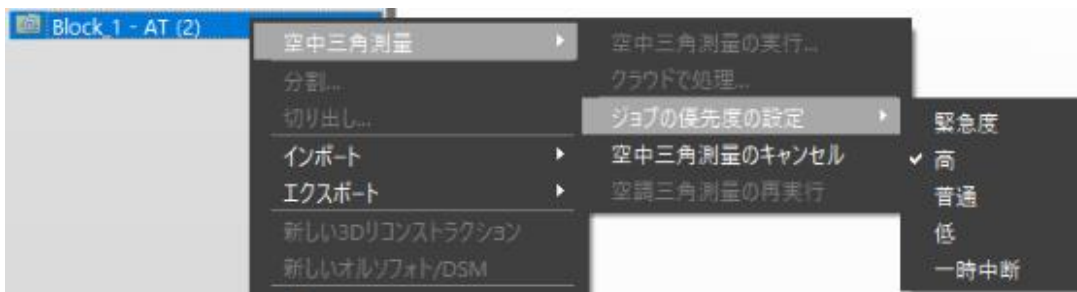 Block_1 - AT (2)
空中三角測量
分割...
切り出し...
インポート
エクスポート
新しい3Dリコンストラクション
新しいオルソフォト/DSM
空中三角測量の実行...
クラウドで処理...
ジョブの優先度の設定
空中三角測量のキャンセル
空調三角測量の再実行
緊急度
高
普通
低
一時中断